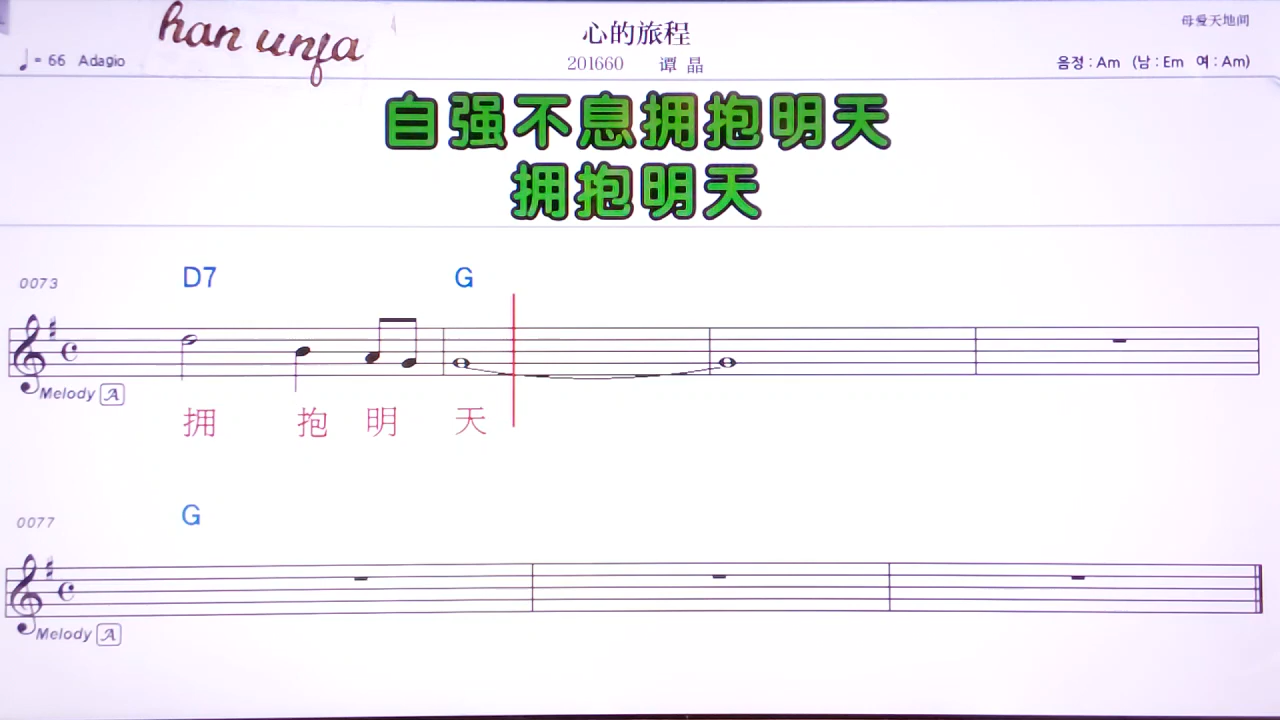 han unfa
心的旅程
母爱天地间
♩= 66 Adagio
201660 谭 晶
음정 : Am (남 : Em 여 : Am)
自强不息拥抱明天
拥抱明天
0073 D7 G
Melody A
拥 抱 明 天
0077 G
Melody A